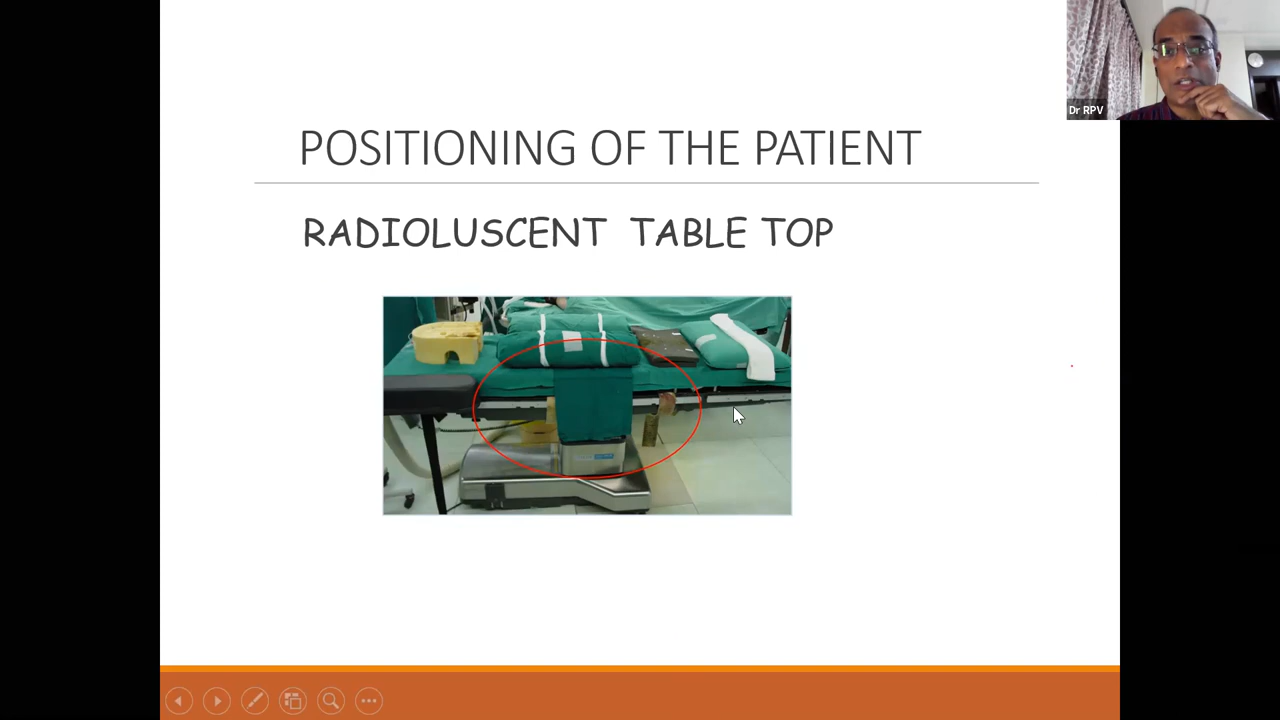 Dr RPV
POSITIONING OF THE PATIENT
RADIOLUSCENT TABLE TOP